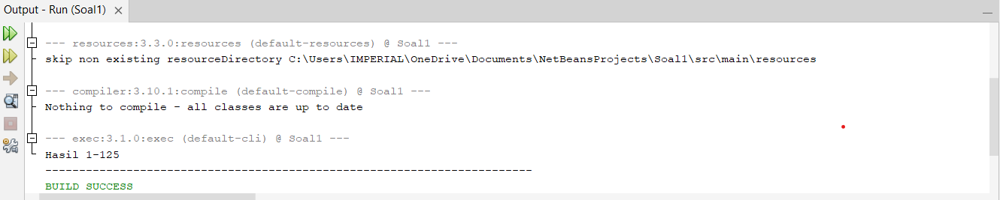 Output - Run (Soal1)
--- resources:3.3.0:resources (default-resources) @ Soal1 ---
skip non existing resourceDirectory C:\Users\IMPERIAL\OneDrive\Documents\NetBeansProjects\Soal1\src\main\resources
--- compiler:3.10.1:compile (default-compile) @ Soal1 ---
Nothing to compile - all classes are up to date
--- exec:3.1.0:exec (default-cli) @ Soal1 ---
Hasil 1-125
------------------------------------------------------------------------
BUILD SUCCESS